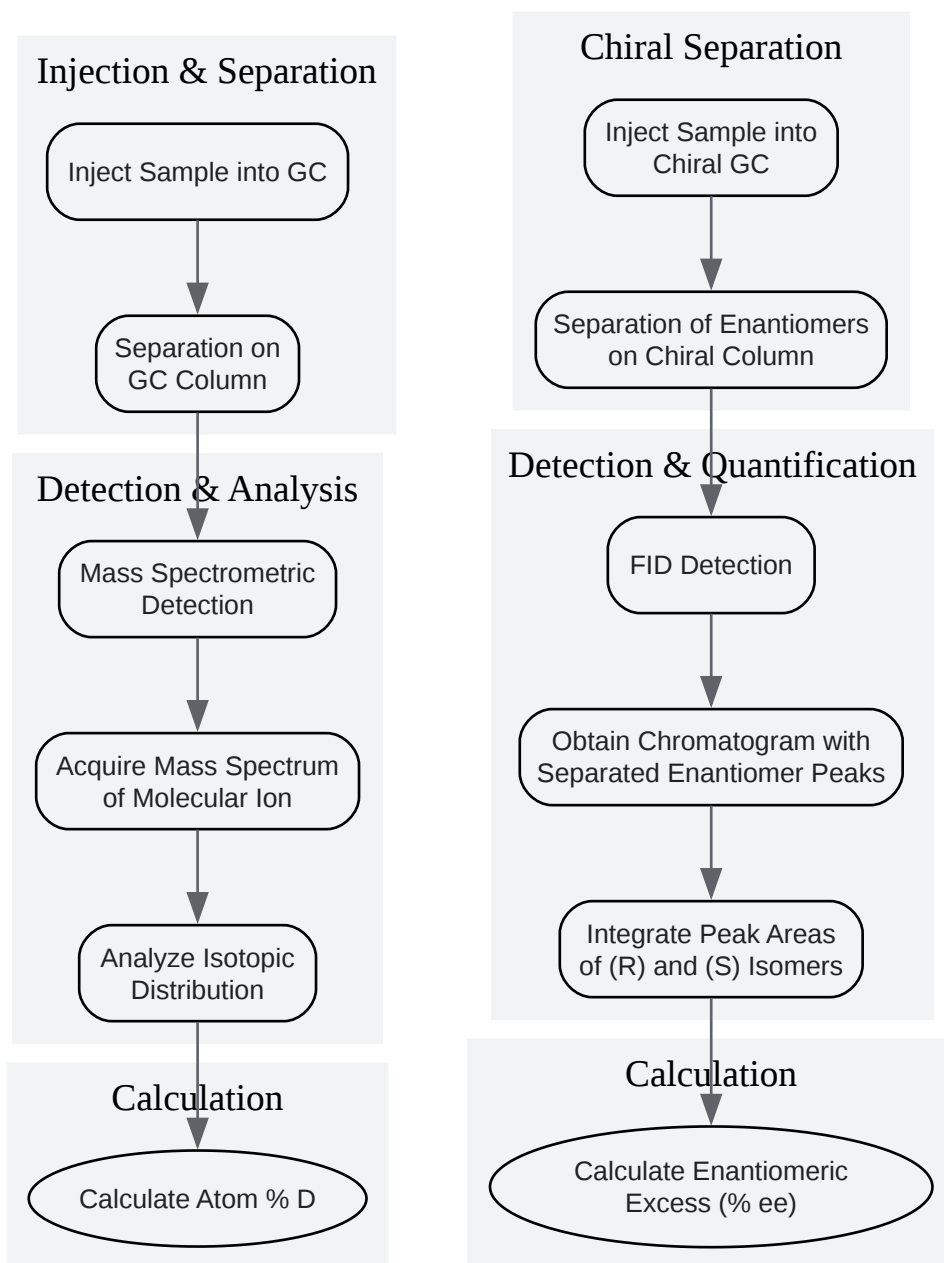 Injection & Separation
Inject Sample into GC
Separation on
GC Column
Detection & Analysis
Mass Spectrometric
Detection
Acquire Mass Spectrum
of Molecular Ion
Analyze Isotopic
Distribution
Calculation
Calculate Atom % D
Chiral Separation
Inject Sample into
Chiral GC
Separation of Enantiomers
on Chiral Column
Detection & Quantification
FID Detection
Obtain Chromatogram with
Separated Enantiomer Peaks
Integrate Peak Areas
of (R) and (S) Isomers
Calculation
Calculate Enantiomeric
Excess (% ee)